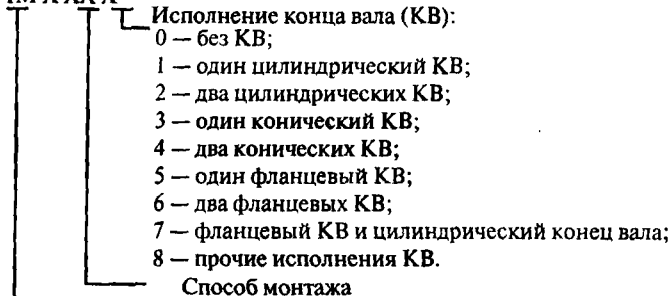 Исполнение конца вала (КВ):
0 — без КВ;
1 — один цилиндрический КВ;
2 — два цилиндрических КВ;
3 — один конический КВ;
4 — два конических КВ;
5 — один фланцевый КВ;
6 — два фланцевых КВ;
7 — фланцевый КВ и цилиндрический конец вала;
8 — прочие исполнения КВ.
Способ монтажа